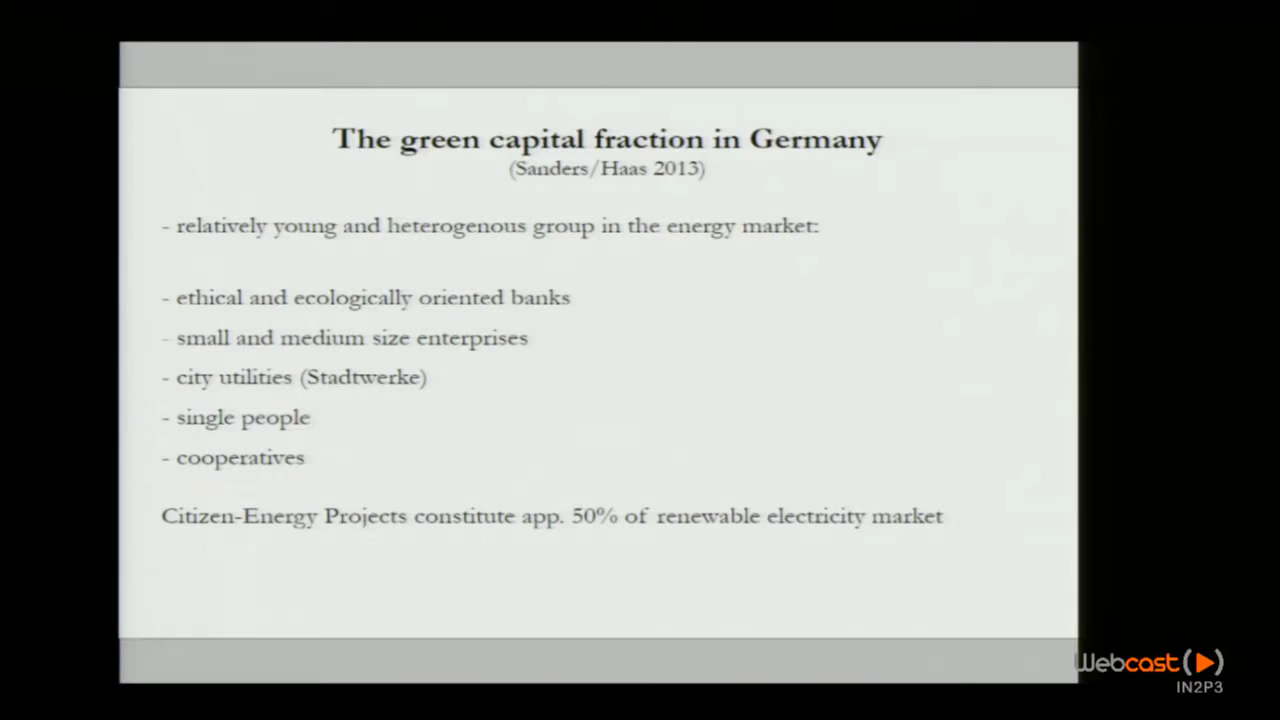 The green capital fraction in Germany
(Sanders/Haas 2013)
- relatively young and heterogenous group in the energy market:
- ethical and ecologically oriented banks
- small and medium size enterprises
- city utilities (Stadtwerke)
- single people
- cooperatives
Citizen-Energy Projects constitute app. 50% of renewable electricity market
Webcast
IN2P3